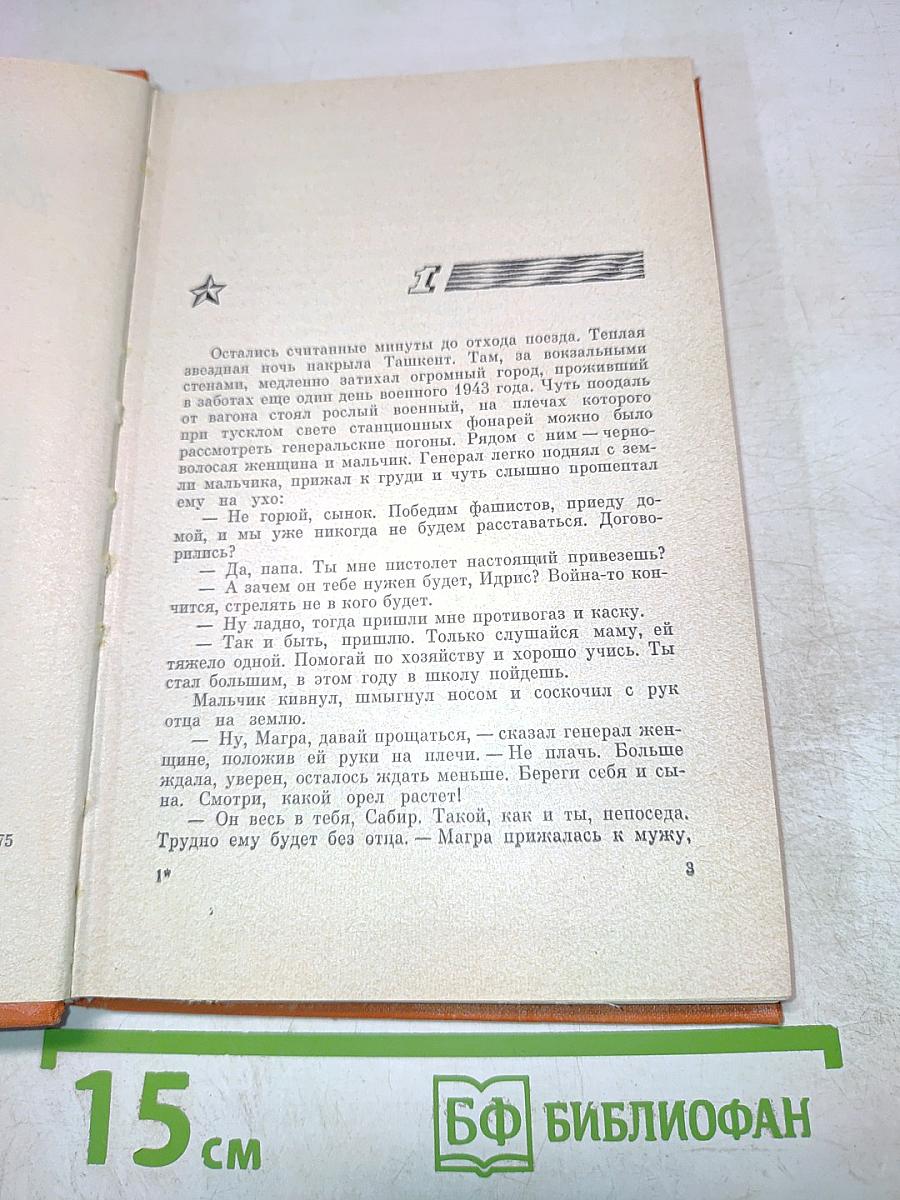 1
Остались считанные минуты до отхода поезда. Теплая
звездная ночь накрыла Ташкент. Там, за вокзальными
стенами, медленно затихал огромный город, проживший
в заботах еще один день военного 1943 года. Чуть поодаль
от вагона стоял рослый военный, на плечах которого
при тусклом свете станционных фонарей можно было
рассмотреть генеральские погоны. Рядом с ним — черно-
волосая женщина и мальчик. Генерал легко поднял с зем-
ли мальчика, прижал к груди и чуть слышно прошептал
ему на ухо:
— Не горюй, сынок. Победим фашистов, приеду до-
мой, и мы уже никогда не будем расставаться. Догово-
рились?
— Да, папа. Ты мне пистолет настоящий привезешь?
— А зачем он тебе нужен будет, Идрис? Война-то кон-
чится, стрелять не в кого будет.
— Ну ладно, тогда пришли мне противогаз и каску.
— Так и быть, пришлю. Только слушайся маму, ей
тяжело одной. Помогай по хозяйству и хорошо учись. Ты
стал большим, в этом году в школу пойдешь.
Мальчик кивнул, шмыгнул носом и соскочил с рук
отца на землю.
— Ну, Магра, давай прощаться, — сказал генерал жен-
щине, положив ей руки на плечи. — Не плачь. Больше
ждала, уверен, осталось ждать меньше. Береги себя и сы-
на. Смотри, какой орел растет!
— Он весь в тебя, Сабир. Такой, как и ты, непоседа.
Трудно ему будет без отца. — Магра прижалась к мужу,
75
1* 3
15 см
БФ БИБЛИОФАН